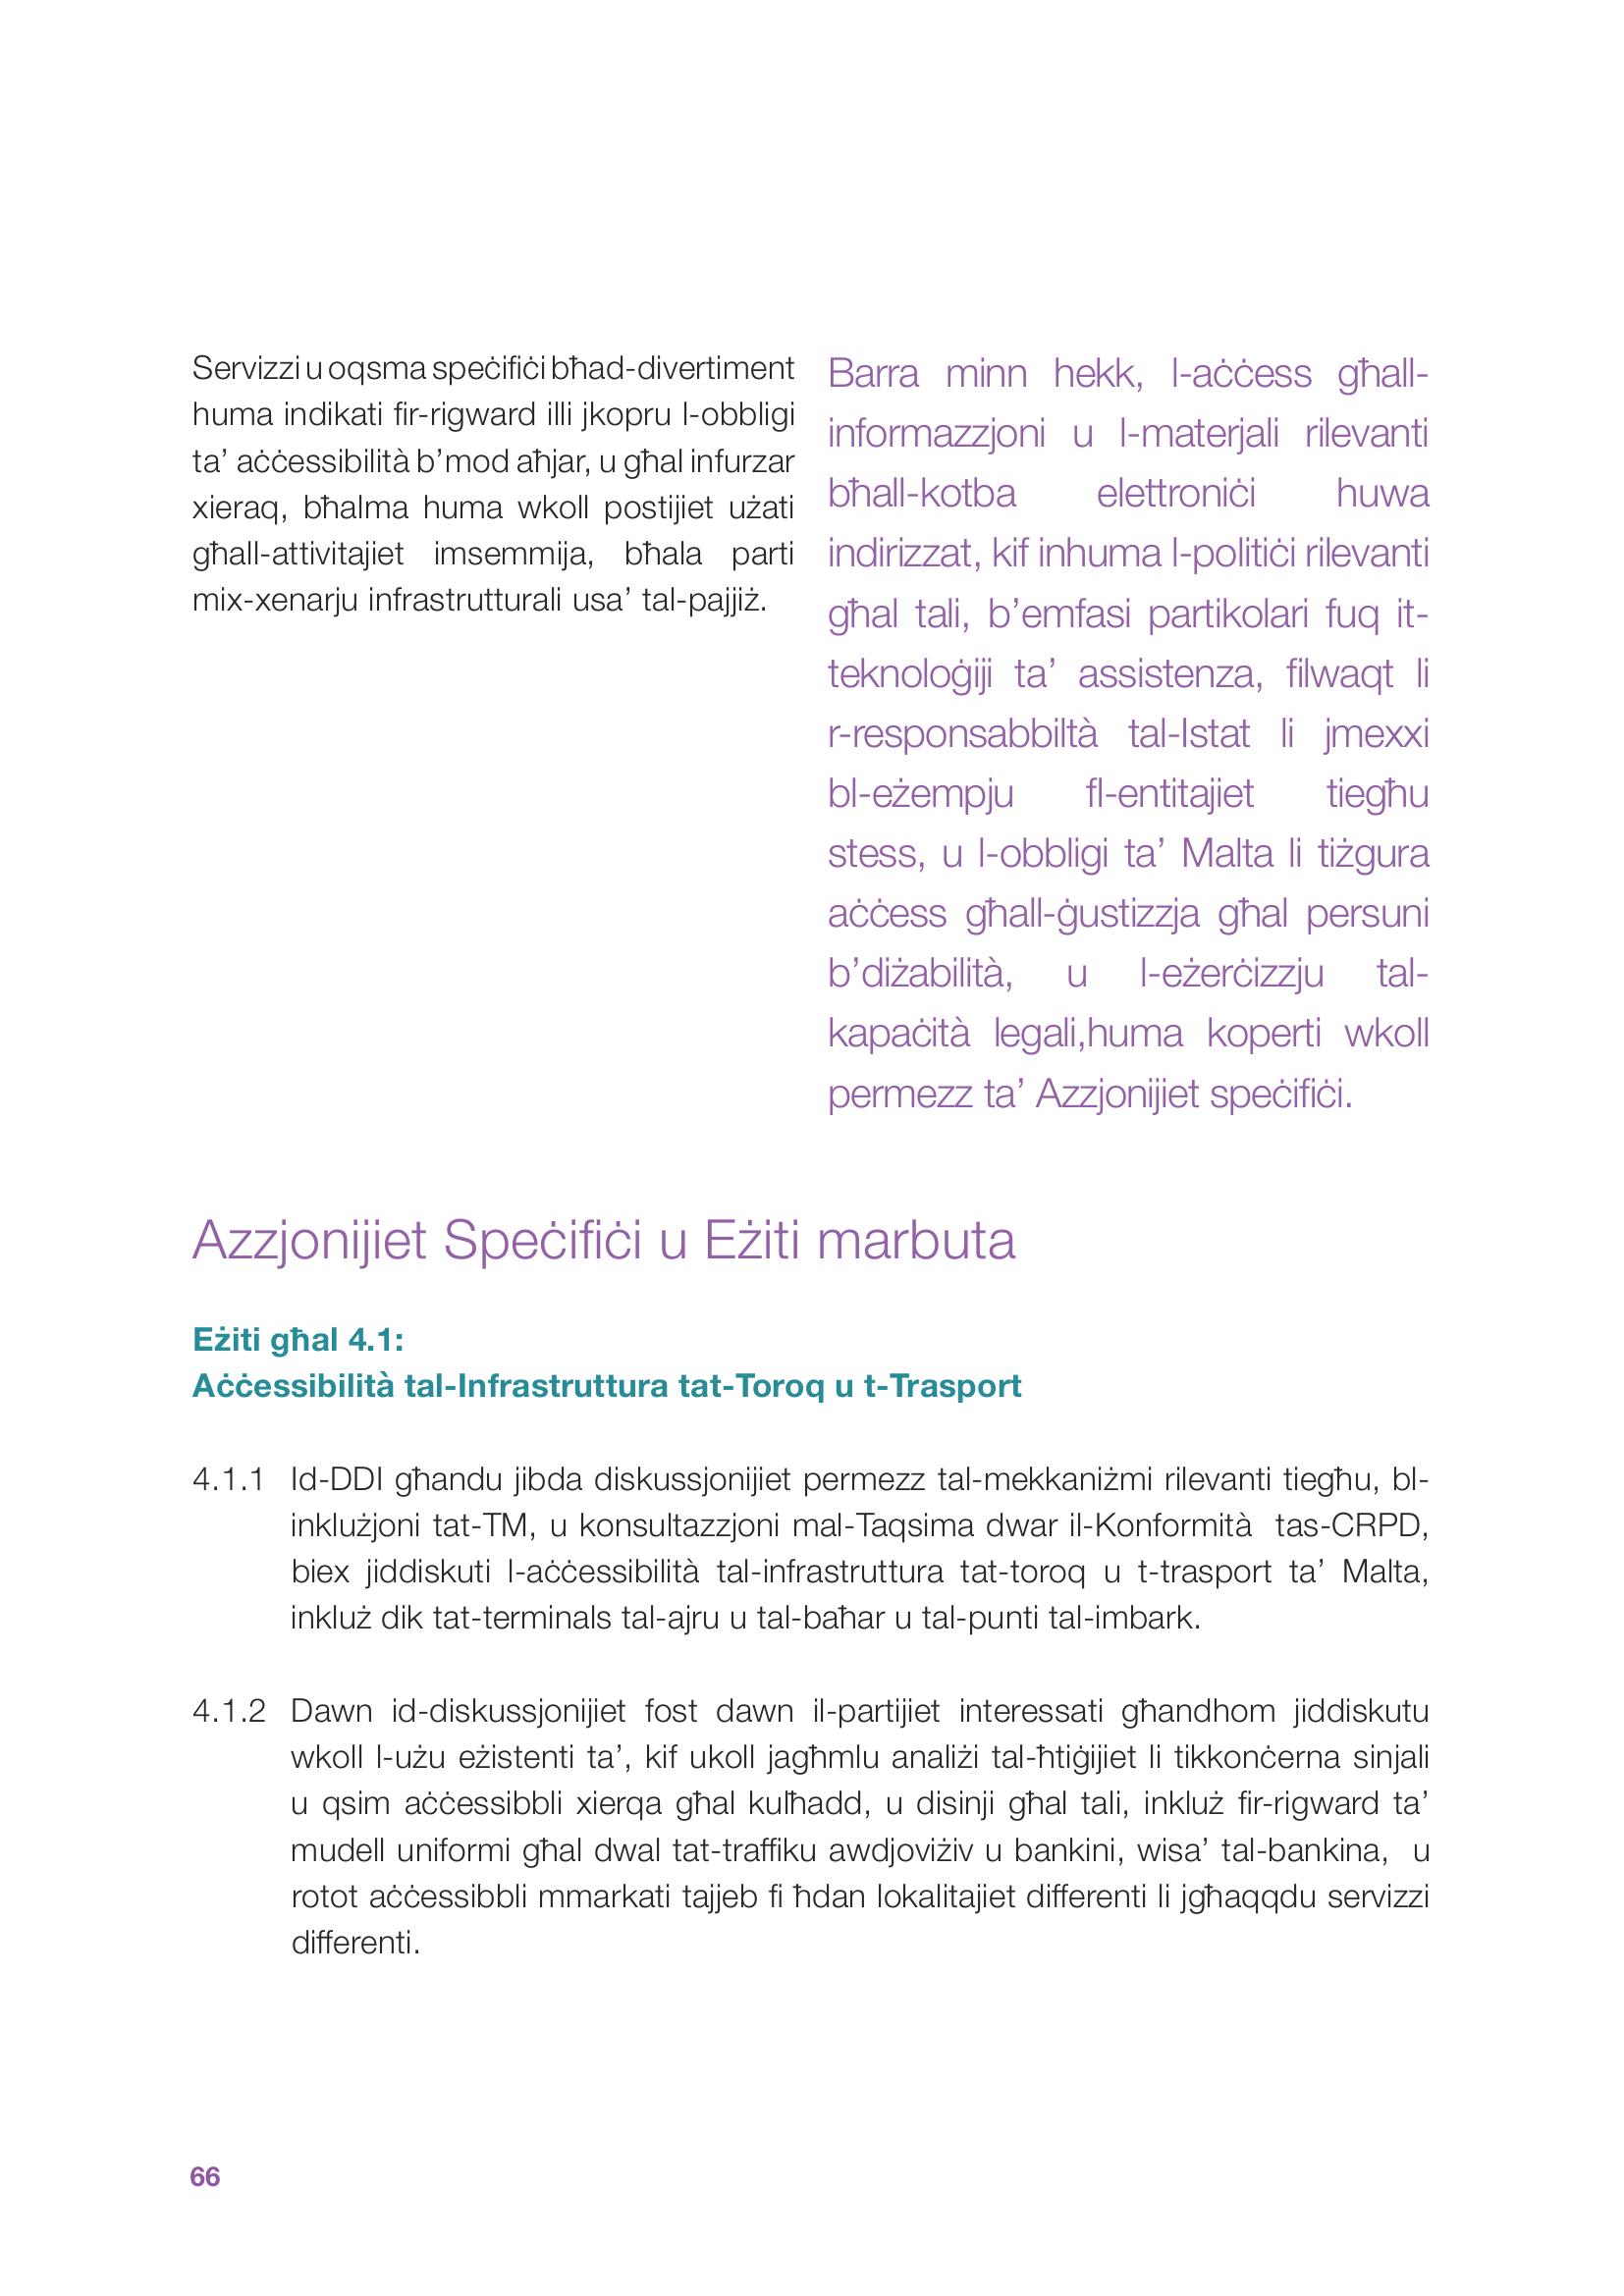 Servizzi u oqsma speċifiċi bħad-divertiment
huma indikati fir-rigward illi jkopru l-obbligi
ta’ aċċessibilità b’mod aħjar, u għal infurzar
xieraq, bħalma huma wkoll postijiet użati
għall-attivitajiet imsemmija, bħala parti
mix-xenarju infrastrutturali usa’ tal-pajjiż.
Barra minn hekk, l-aċċess għall-
informazzjoni u l-materjali rilevanti
bħall-kotba elettroniċi huwa
indirizzat, kif inhuma l-politiċi rilevanti
għal tali, b’emfasi partikolari fuq it-
teknoloġiji ta’ assistenza, filwaqt li
r-responsabbiltà tal-Istat li jmexxi
bl-eżempju fl-entitajiet tiegħu
stess, u l-obbligi ta’ Malta li tiżgura
aċċess għall-ġustizzja għal persuni
b’diżabilità, u l-eżerċizzju tal-
kapaċità legali,huma koperti wkoll
permezz ta’ Azzjonijiet speċifiċi.
Azzjonijiet Speċifiċi u Eżiti marbuta
Eżiti għal 4.1:
Aċċessibilità tal-Infrastruttura tat-Toroq u t-Trasport
4.1.1 Id-DDI għandu jibda diskussjonijiet permezz tal-mekkaniżmi rilevanti tiegħu, bl-
inklużjoni tat-TM, u konsultazzjoni mal-Taqsima dwar il-Konformità tas-CRPD,
biex jiddiskuti l-aċċessibilità tal-infrastruttura tat-toroq u t-trasport ta’ Malta,
inkluż dik tat-terminals tal-ajru u tal-baħar u tal-punti tal-imbark.
4.1.2 Dawn id-diskussjonijiet fost dawn il-partijiet interessati għandhom jiddiskutu
wkoll l-użu eżistenti ta’, kif ukoll jagħmlu analiżi tal-ħtiġijiet li tikkonċerna sinjali
u qsim aċċessibbli xierqa għal kulħadd, u disinji għal tali, inkluż fir-rigward ta’
mudell uniformi għal dwal tat-traffiku awdjoviżiv u bankini, wisa’ tal-bankina, u
rotot aċċessibbli mmarkati tajjeb fi ħdan lokalitajiet differenti li jgħaqqdu servizzi
differenti.
66